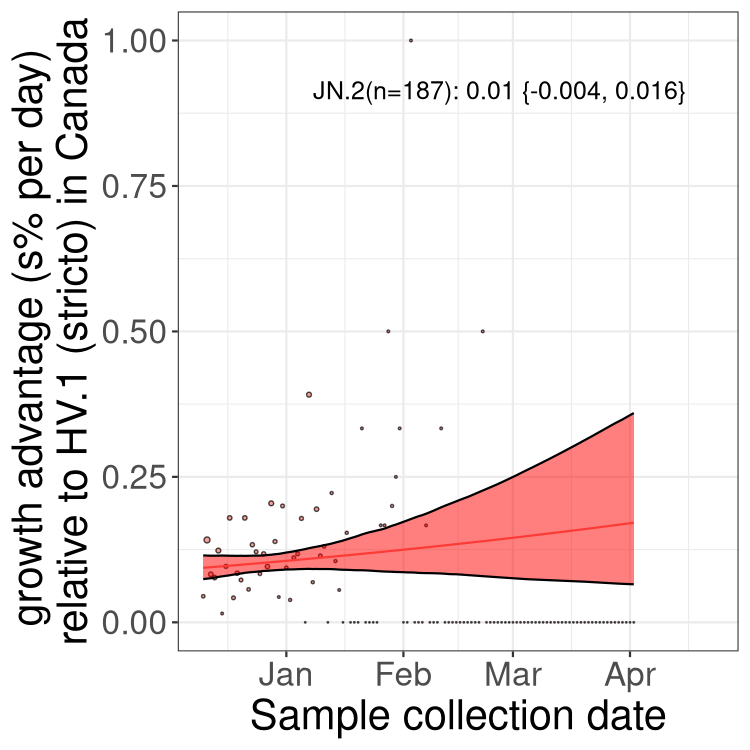 growth advantage (s% per day)
relative to HV.1 (stricto) in Canada
1.00
0.75
0.50
0.25
0.00
JN.2(n=187): 0.01 {-0.004, 0.016}
Jan Feb Mar Apr
Sample collection date